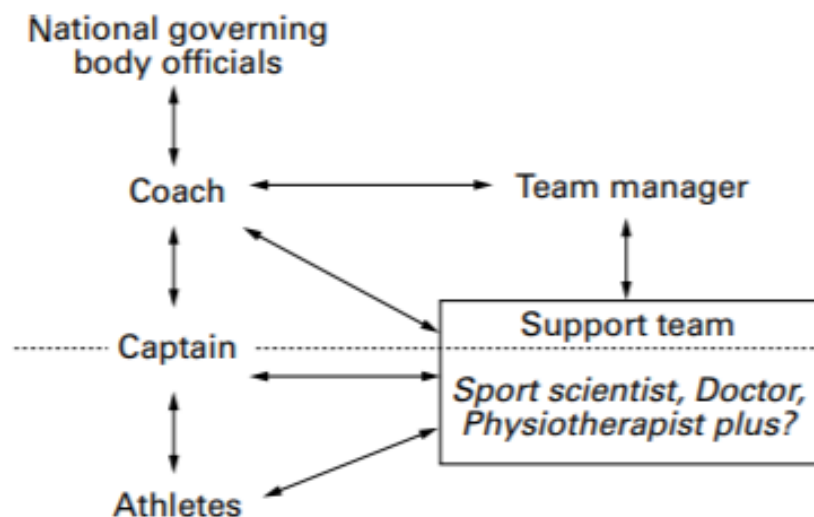 National governing
body officials
Coach
Team manager
Support team
Captain
Sport scientist, Doctor,
Physiotherapist plus?
Athletes